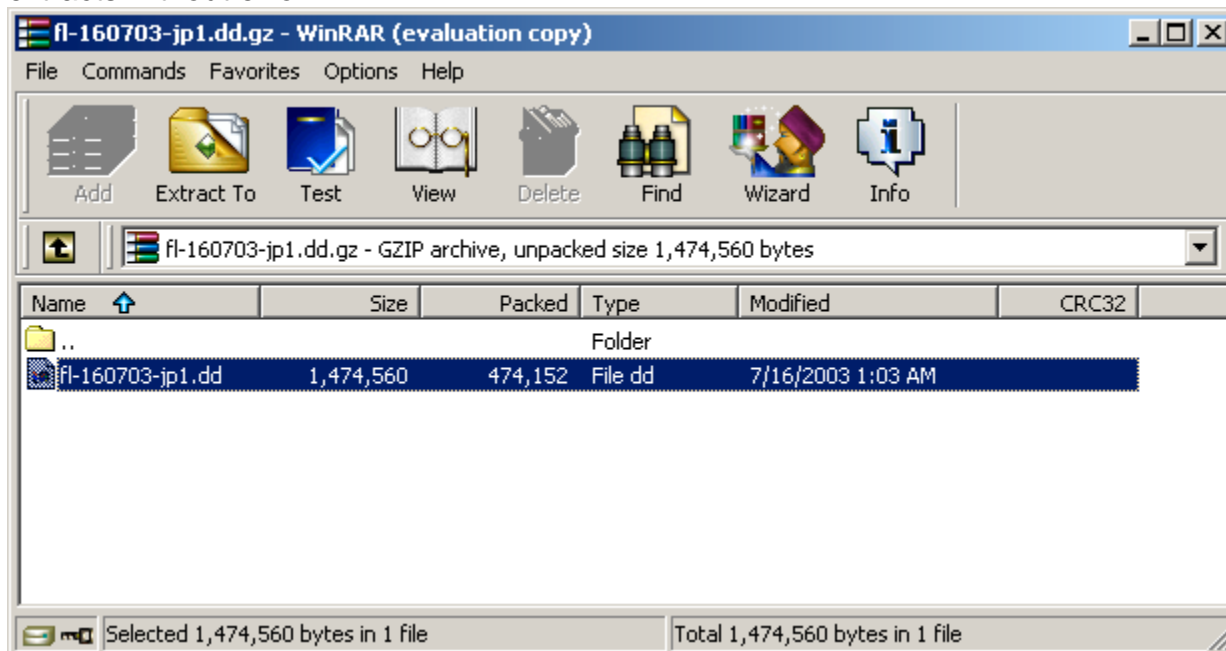 fl-160703-jp1.dd.gz - WinRAR (evaluation copy)
File Commands Favorites Options Help
Add Extract To Test View Delete Find Wizard Info
fl-160703-jp1.dd.gz - GZIP archive, unpacked size 1,474,560 bytes
Name Size Packed Type Modified CRC32
.. Folder
fl-160703-jp1.dd 1,474,560 474,152 File dd 7/16/2003 1:03 AM
Selected 1,474,560 bytes in 1 file Total 1,474,560 bytes in 1 file